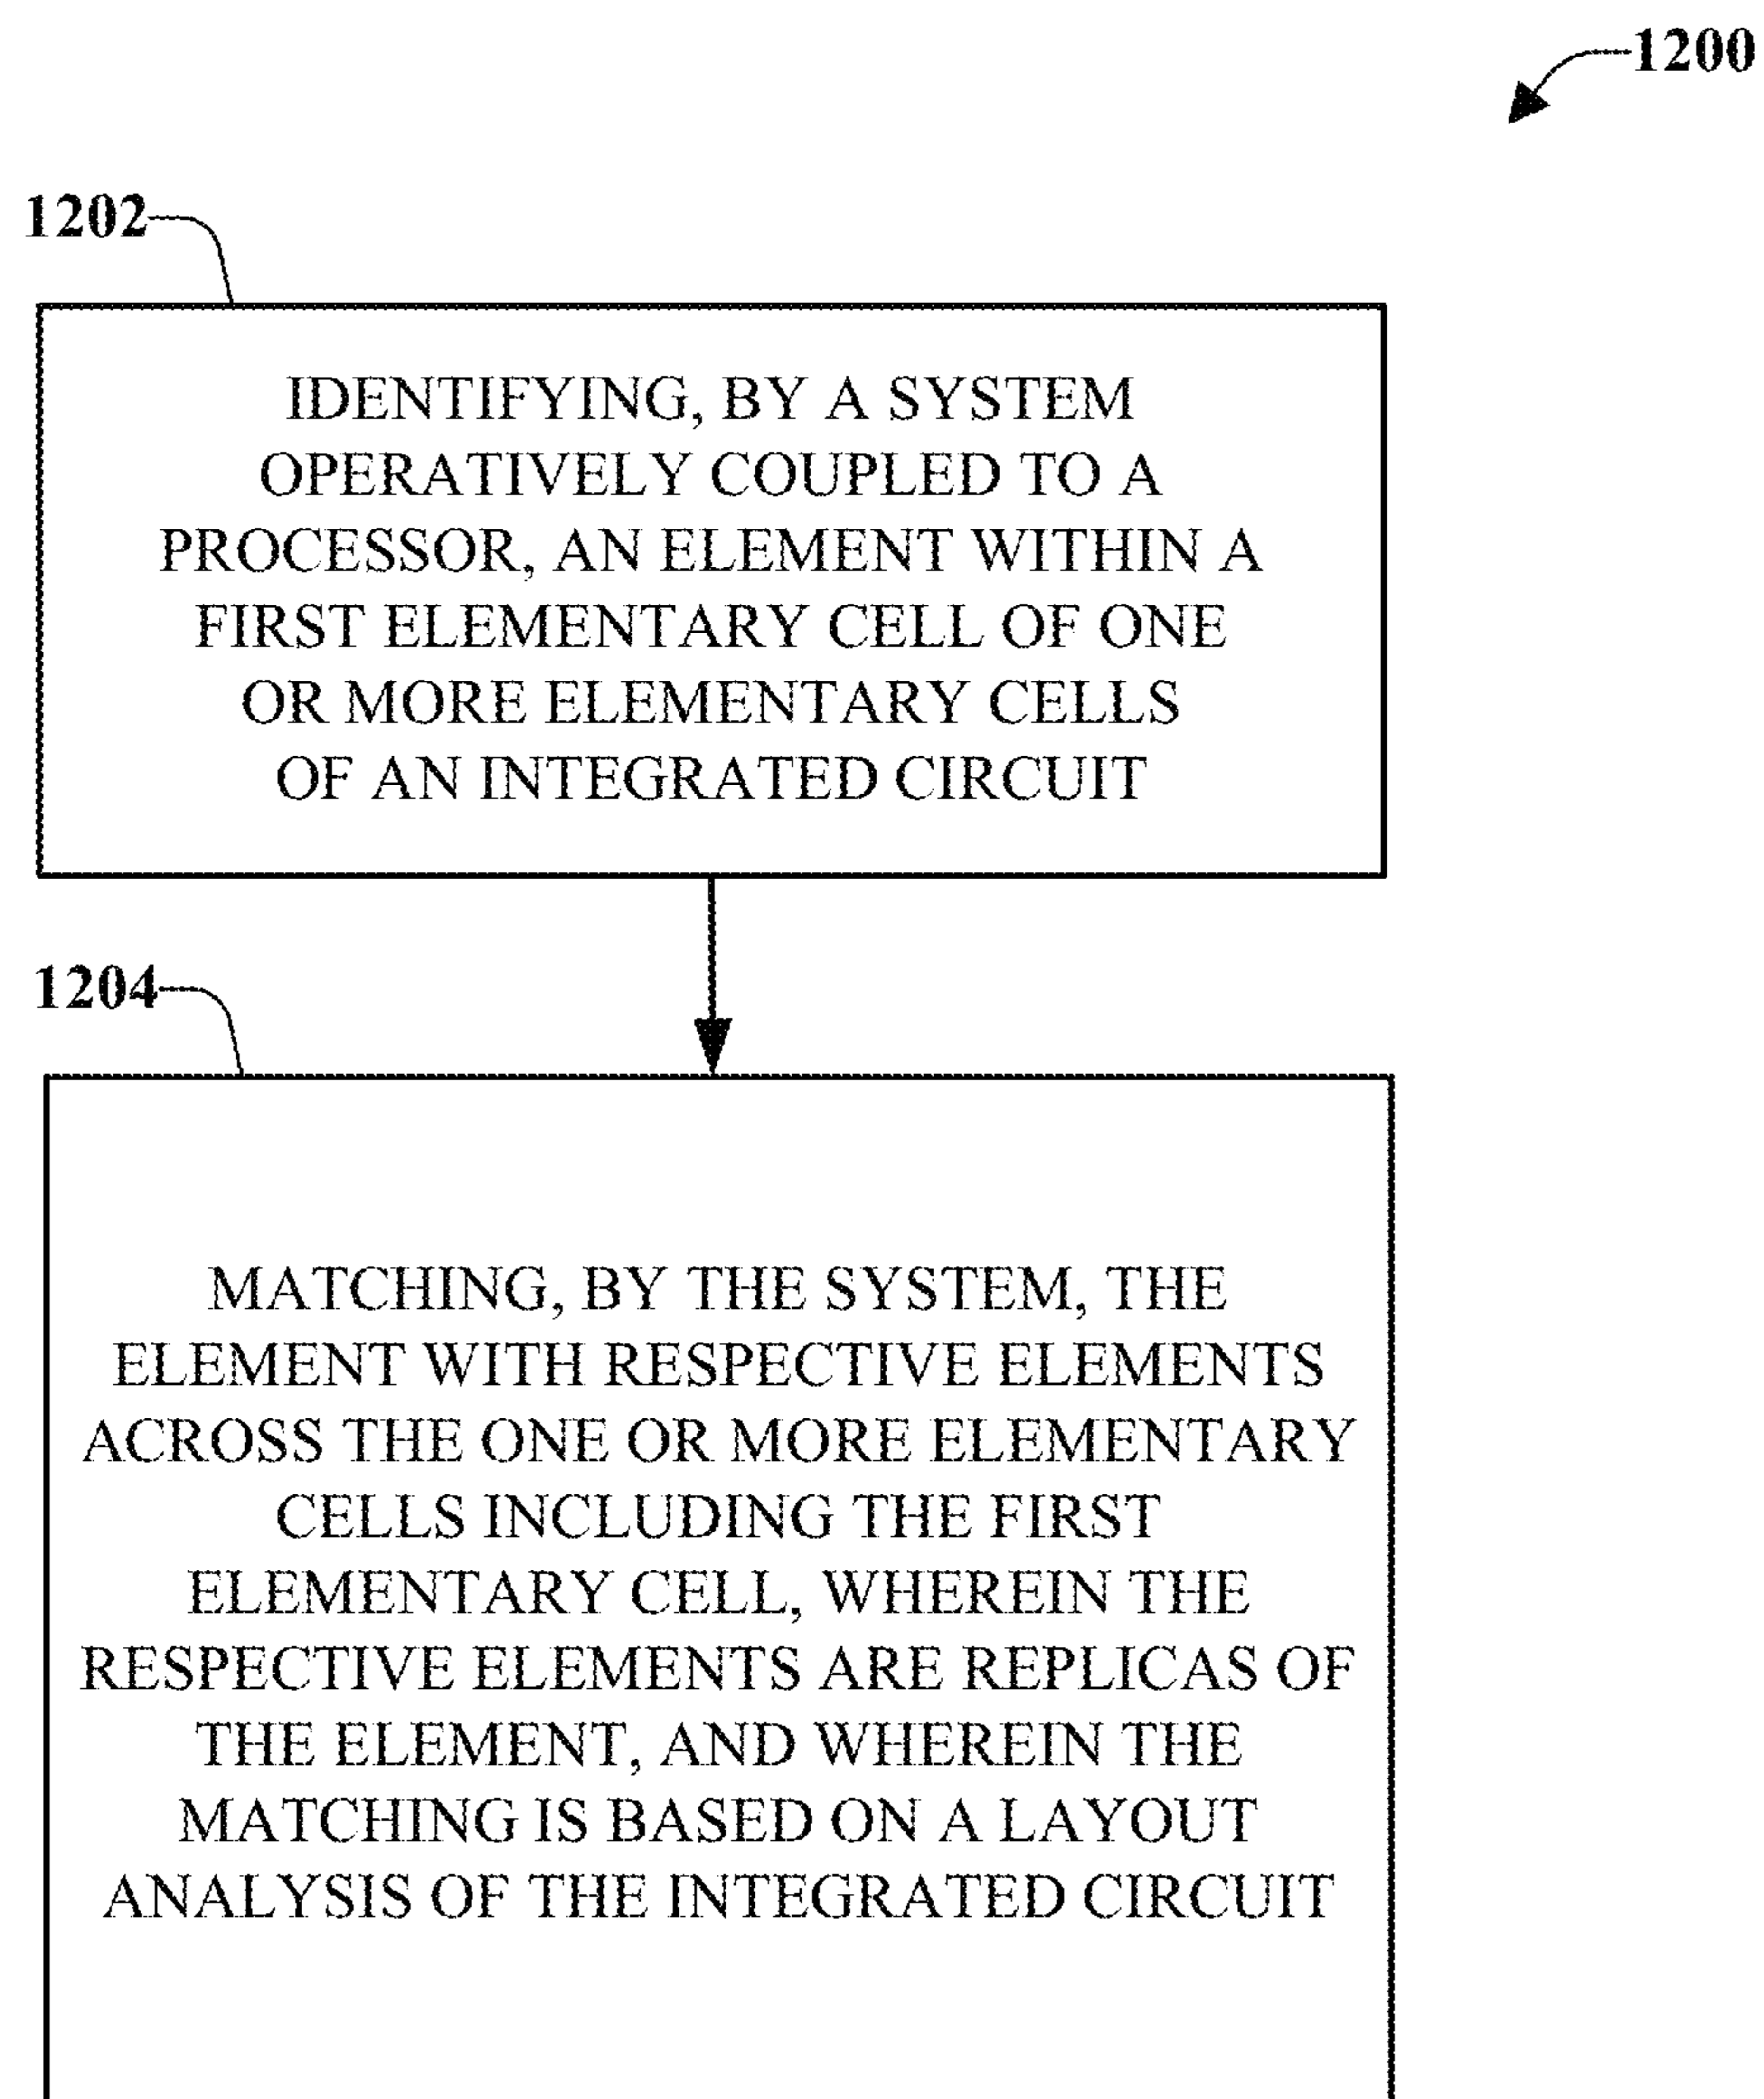 1200
1202
IDENTIFYING, BY A SYSTEM
OPERATIVELY COUPLED TO A
PROCESSOR, AN ELEMENT WITHIN A
FIRST ELEMENTARY CELL OF ONE
OR MORE ELEMENTARY CELLS
OF AN INTEGRATED CIRCUIT
1204
MATCHING, BY THE SYSTEM, THE
ELEMENT WITH RESPECTIVE ELEMENTS
ACROSS THE ONE OR MORE ELEMENTARY
CELLS INCLUDING THE FIRST
ELEMENTARY CELL, WHEREIN THE
RESPECTIVE ELEMENTS ARE REPLICAS OF
THE ELEMENT, AND WHEREIN THE
MATCHING IS BASED ON A LAYOUT
ANALYSIS OF THE INTEGRATED CIRCUIT